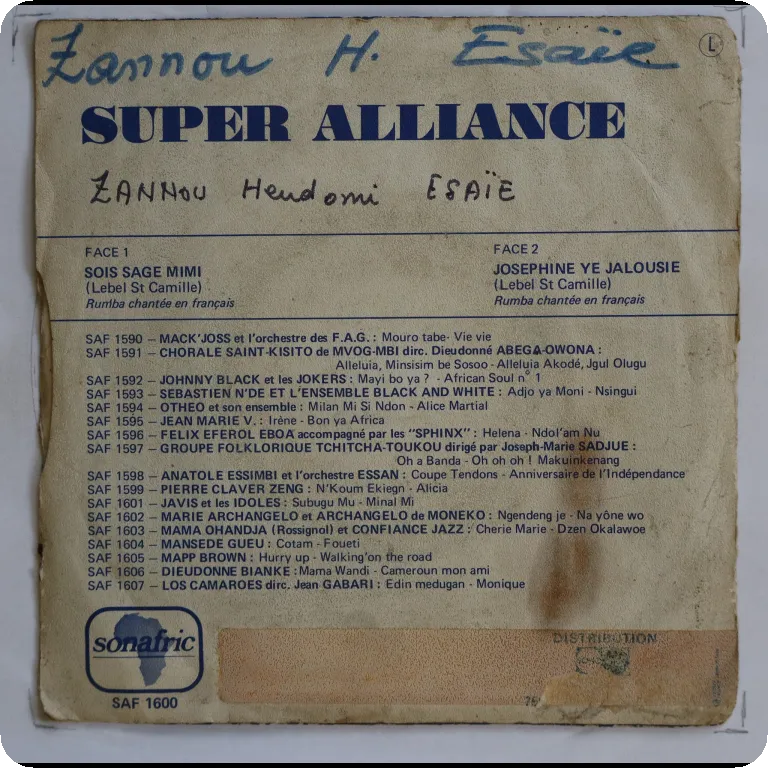 Zannou H. Esaïe
L
SUPER ALLIANCE
ZANNOU Hendomi ESAÏE
FACE 1
SOIS SAGE MIMI
(Lebel St Camille)
Rumba chantée en français
FACE 2
JOSEPHINE YE JALOUSIE
(Lebel St Camille)
Rumba chantée en français
SAF 1590 – MACK'JOSS et l'orchestre des F.A.G. : Mouro tabe- Vie vie
SAF 1591 – CHORALE SAINT-KISITO de MVOG-MBI dirc. Dieudonné ABEGA-OWONA :
Alleluia, Minsisim be Sosoo - Alleluia Akodé, Jgul Olugu
SAF 1592 – JOHNNY BLACK et les JOKERS : Mayi bo ya ? - African Soul n° 1
SAF 1593 – SEBASTIEN N'DE ET L'ENSEMBLE BLACK AND WHITE : Adjo ya Moni - Nsingui
SAF 1594 – OTHEO et son ensemble : Milan Mi Si Ndon - Alice Martial
SAF 1595 – JEAN MARIE V. : Irène - Bon ya Africa
SAF 1596 – FELIX EFEROL EBOA accompagné par les "SPHINX" : Helena - Ndol'am Nu
SAF 1597 – GROUPE FOLKLORIQUE TCHITCHA-TOUKOU dirigé par Joseph-Marie SADJUE :
Oh a Banda - Oh oh oh ! Makuinkenang
SAF 1598 – ANATOLE ESSIMBI et l'orchestre ESSAN : Coupe Tendons - Anniversaire de l'Indépendance
SAF 1599 – PIERRE CLAVER ZENG : N'Koum Ekiegn - Alicia
SAF 1601 – JAVIS et les IDOLES : Subugu Mu - Minal Mi
SAF 1602 – MARIE ARCHANGELO et ARCHANGELO de MONEKO : Ngendeng je - Na yône wo
SAF 1603 – MAMA OHANDJA (Rossignol) et CONFIANCE JAZZ : Cherie Marie - Dzen Okalawoe
SAF 1604 – MANSEDE GUEU : Cotam - Foueti
SAF 1605 – MAPP BROWN : Hurry up - Walking'on the road
SAF 1606 – DIEUDONNE BIANKE : Mama Wandi - Cameroun mon ami
SAF 1607 – LOS CAMAROES dirc. Jean GABARI : Edin medugan - Monique
sonafric
SAF 1600
DISTRIBUTION